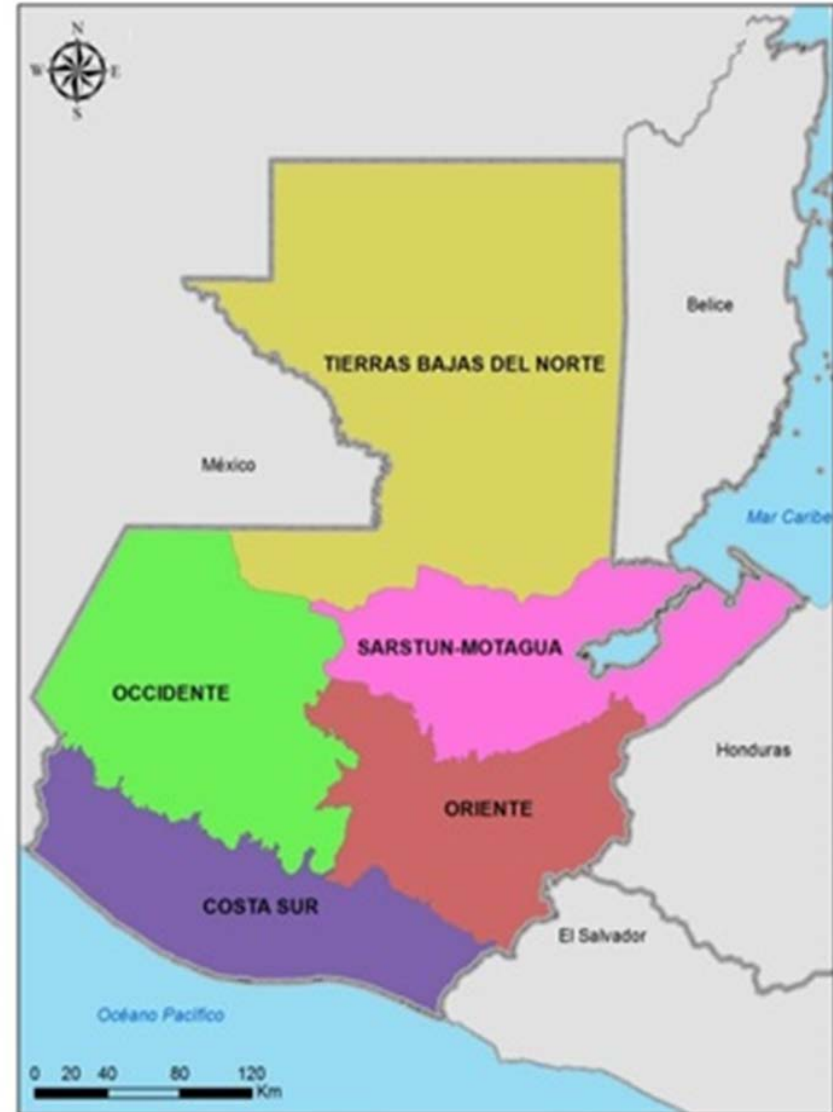 N
W E
S
Belice
TIERRAS BAJAS DEL NORTE
México
Mar Caribe
SARSTUN-MOTAGUA
OCCIDENTE
Honduras
ORIENTE
COSTA SUR
El Salvador
Océano Pacífico
0 20 40 80 120
Km